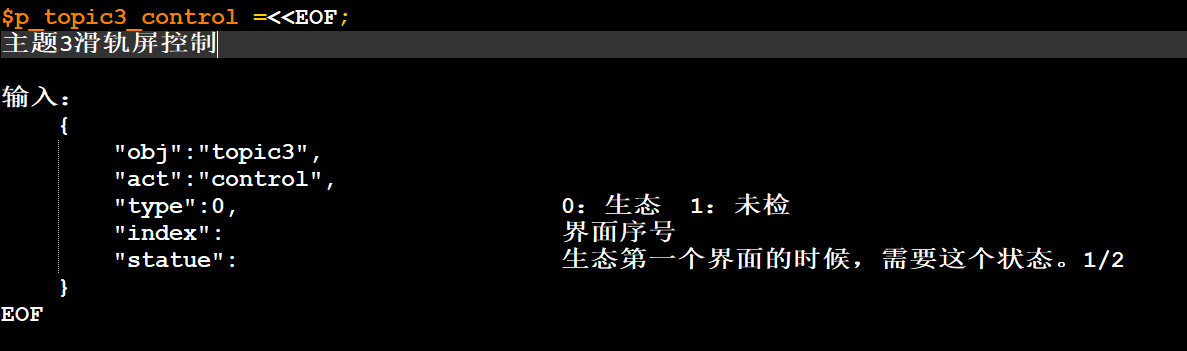 $p_topic3_control =<<EOF;
主题3滑轨屏控制
输入：
{
"obj":"topic3",
"act":"control",
"type":0, 0：生态 1：未检
"index": 界面序号
"statue": 生态第一个界面的时候，需要这个状态。1/2
}
EOF